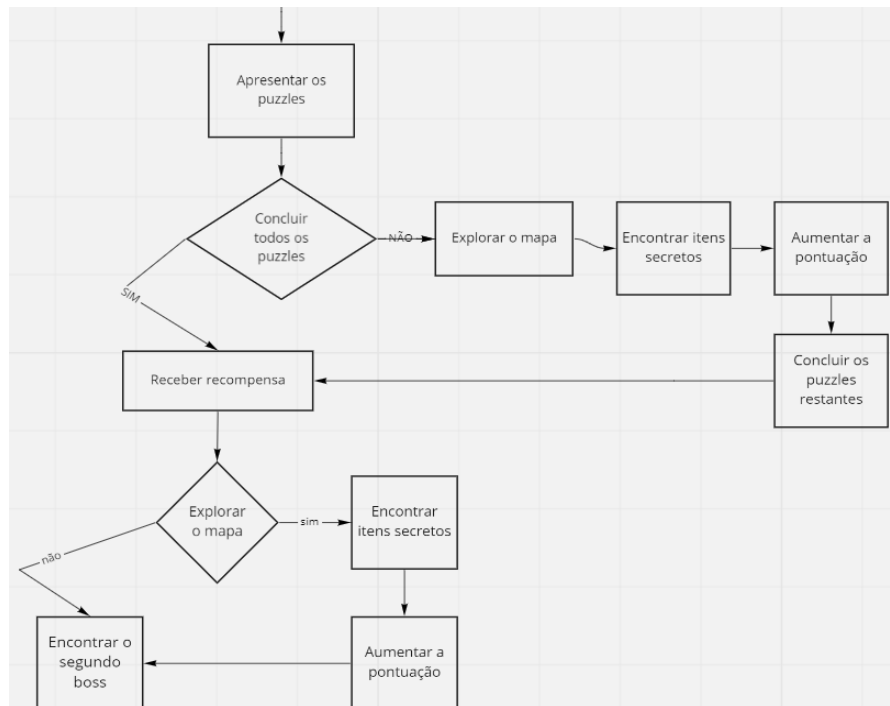 Apresentar os
puzzles
Concluir
todos os
puzzles
NÃO
Explorar o mapa
Encontrar itens
secretos
Aumentar a
pontuação
SIM
Concluir os
puzzles
restantes
Receber recompensa
Explorar
o mapa
sim
Encontrar
itens secretos
não
Encontrar o
segundo
boss
Aumentar a
pontuação